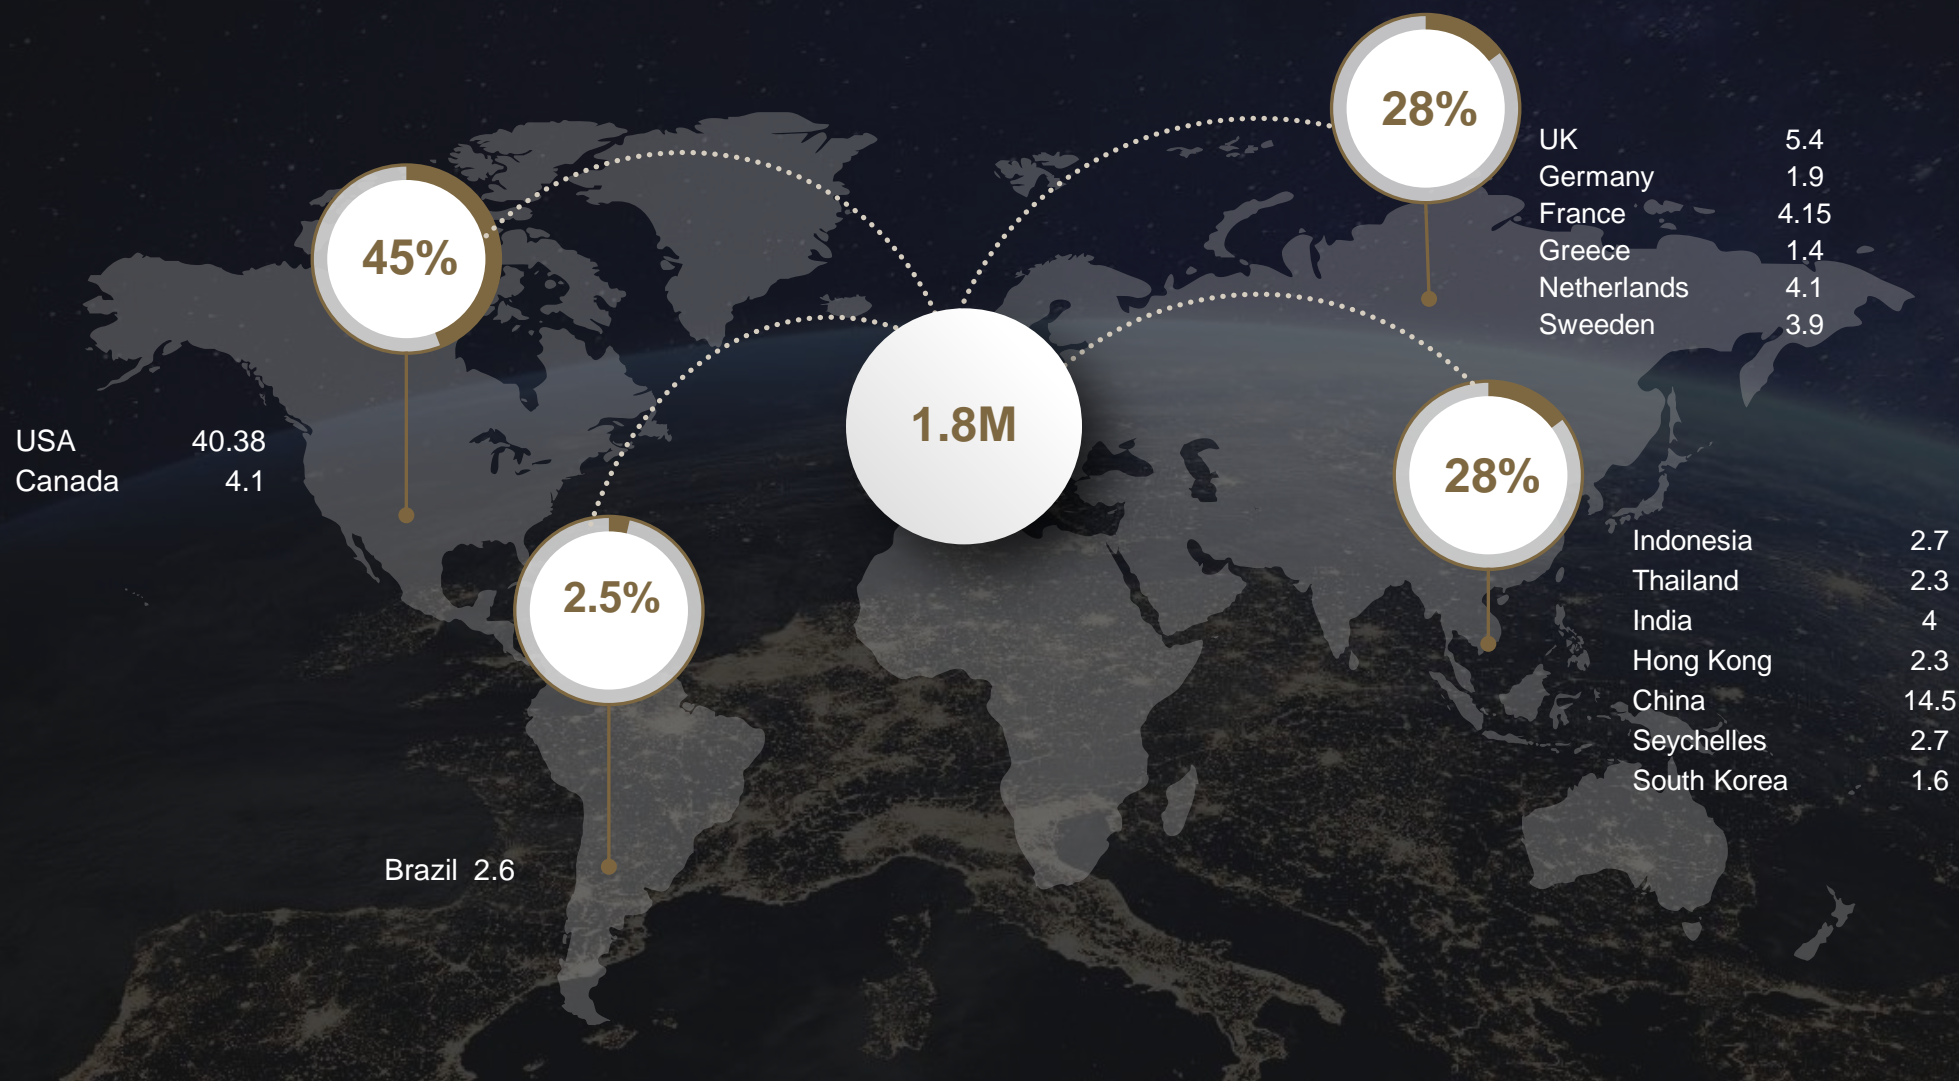 28%
UK 5.4
Germany 1.9
France 4.15
Greece 1.4
Netherlands 4.1
Sweeden 3.9
45%
1.8M
USA 40.38
Canada 4.1
28%
2.5%
Indonesia 2.7
Thailand 2.3
India 4
Hong Kong 2.3
China 14.5
Seychelles 2.7
South Korea 1.6
Brazil 2.6